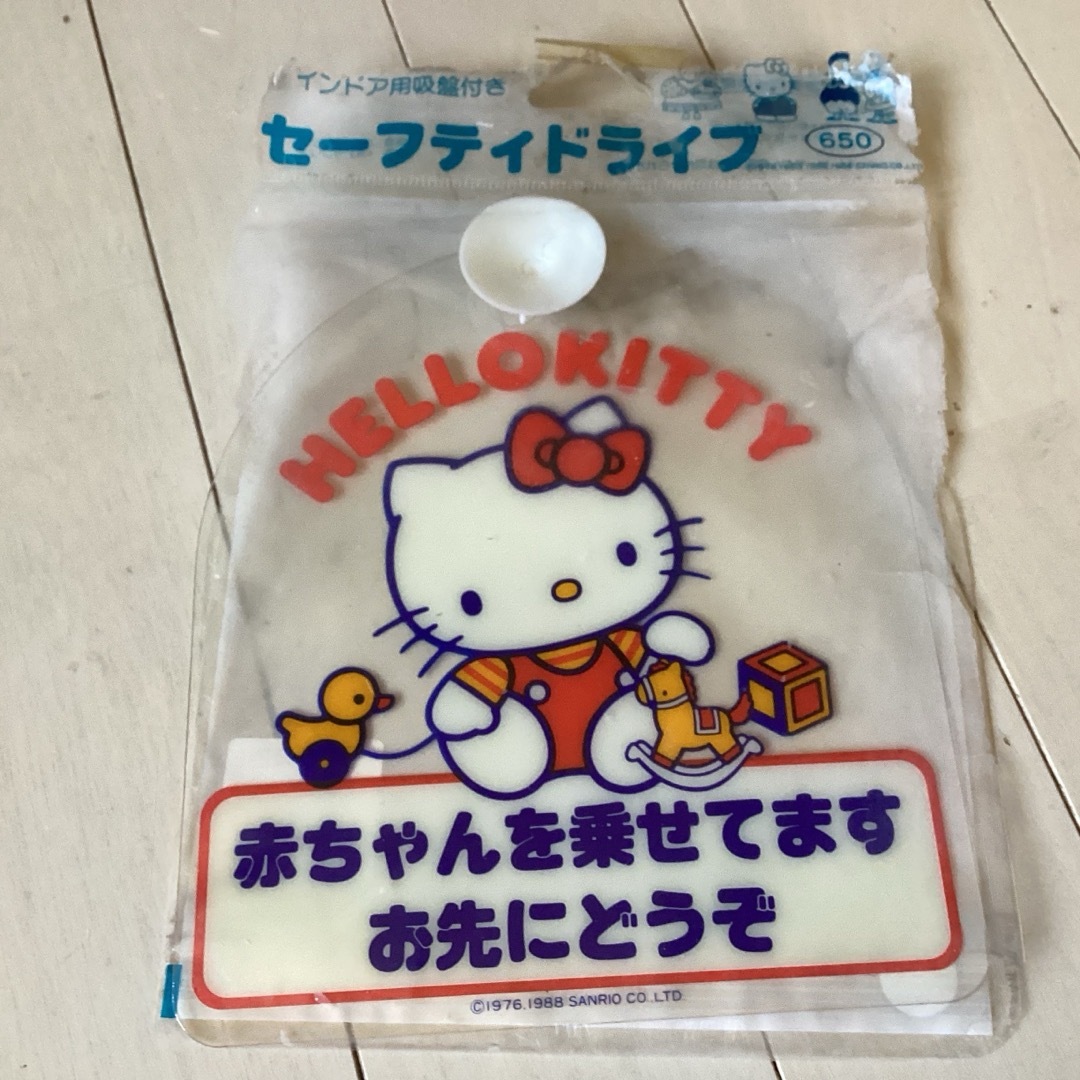 インドア用吸盤付き
セーフティドライブ
650
HELLO KITTY
赤ちゃんを乗せてます
お先にどうぞ
©1976.1988 SANRIO CO.,LTD.